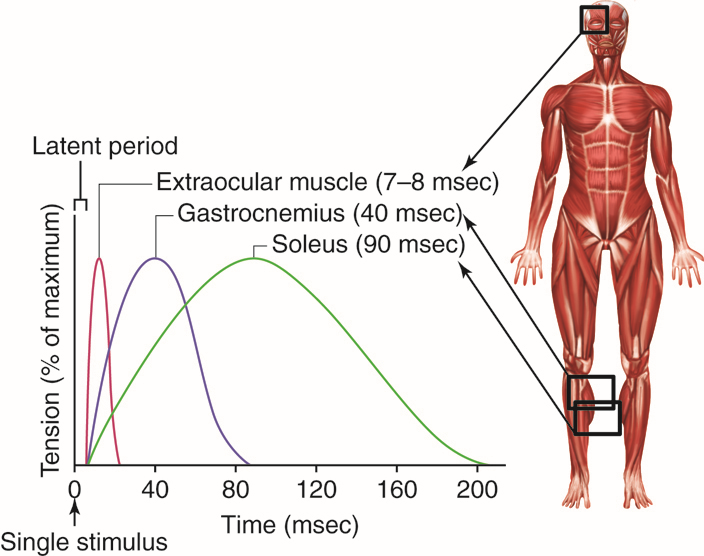 Latent period
Extraocular muscle (7–8 msec)
Gastrocnemius (40 msec)
Soleus (90 msec)
Tension (% of maximum)
0 40 80 120 160 200
Time (msec)
Single stimulus